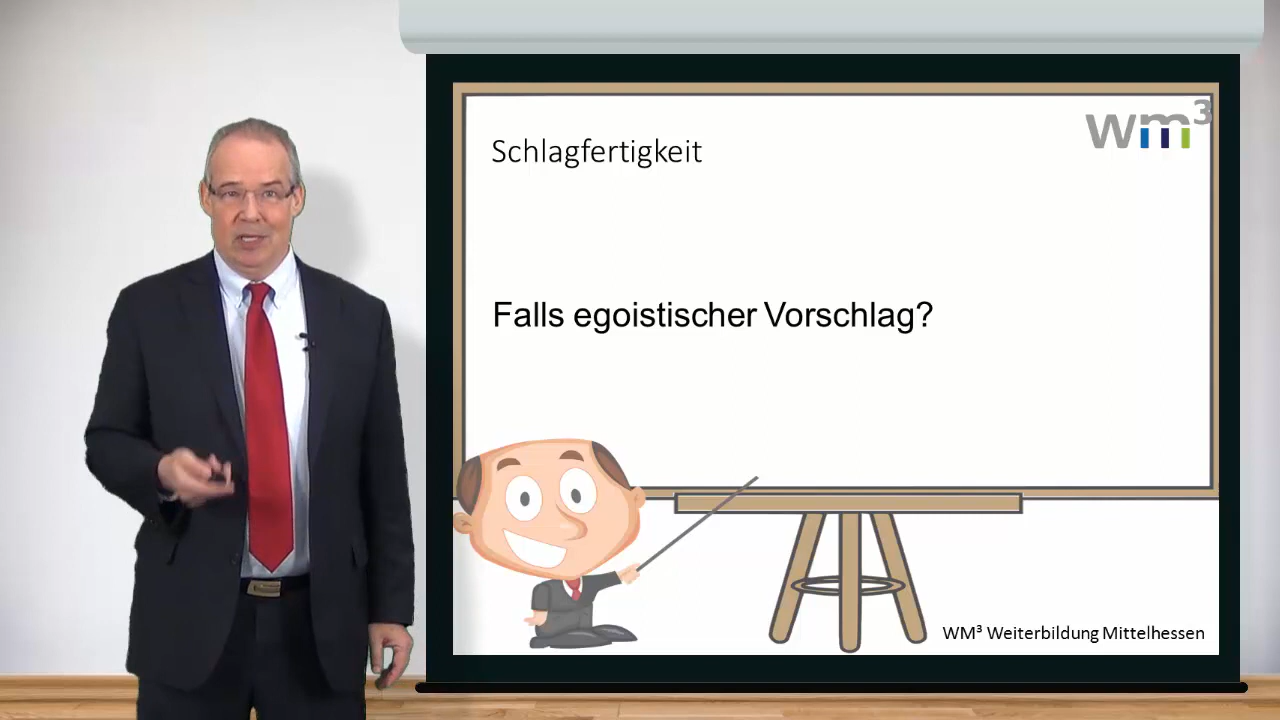 wm³
Schlagfertigkeit
Falls egoistischer Vorschlag?
WM³ Weiterbildung Mittelhessen